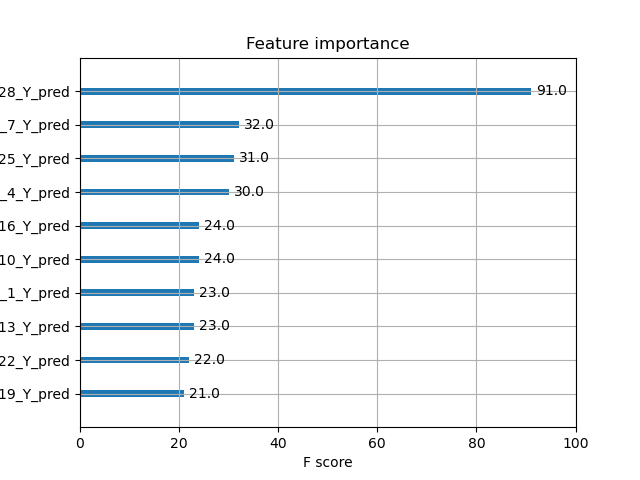 Feature importance
28_Y_pred 91.0
_7_Y_pred 32.0
25_Y_pred 31.0
_4_Y_pred 30.0
16_Y_pred 24.0
10_Y_pred 24.0
_1_Y_pred 23.0
13_Y_pred 23.0
22_Y_pred 22.0
19_Y_pred 21.0
0 20 40 60 80 100
F score